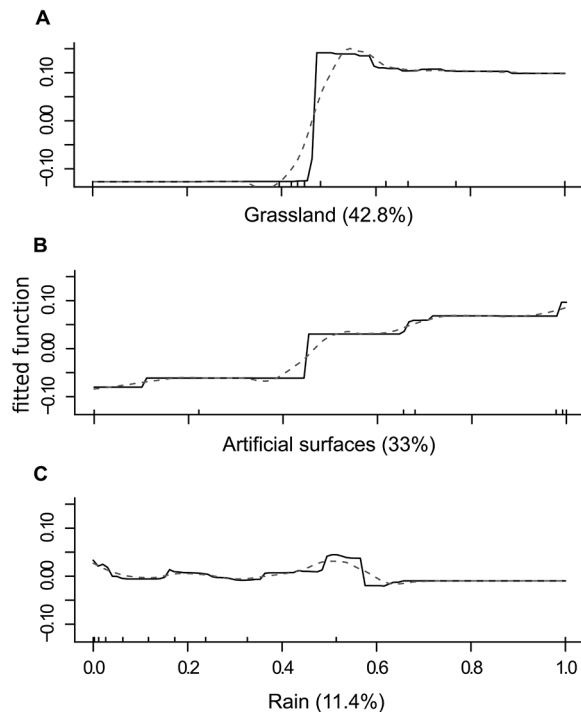 A
0.10
0.00
−0.10
Grassland (42.8%)
B
0.10
0.00
−0.10
fitted function
Artificial surfaces (33%)
C
0.10
0.00
−0.10
0.0 0.2 0.4 0.6 0.8 1.0
Rain (11.4%)